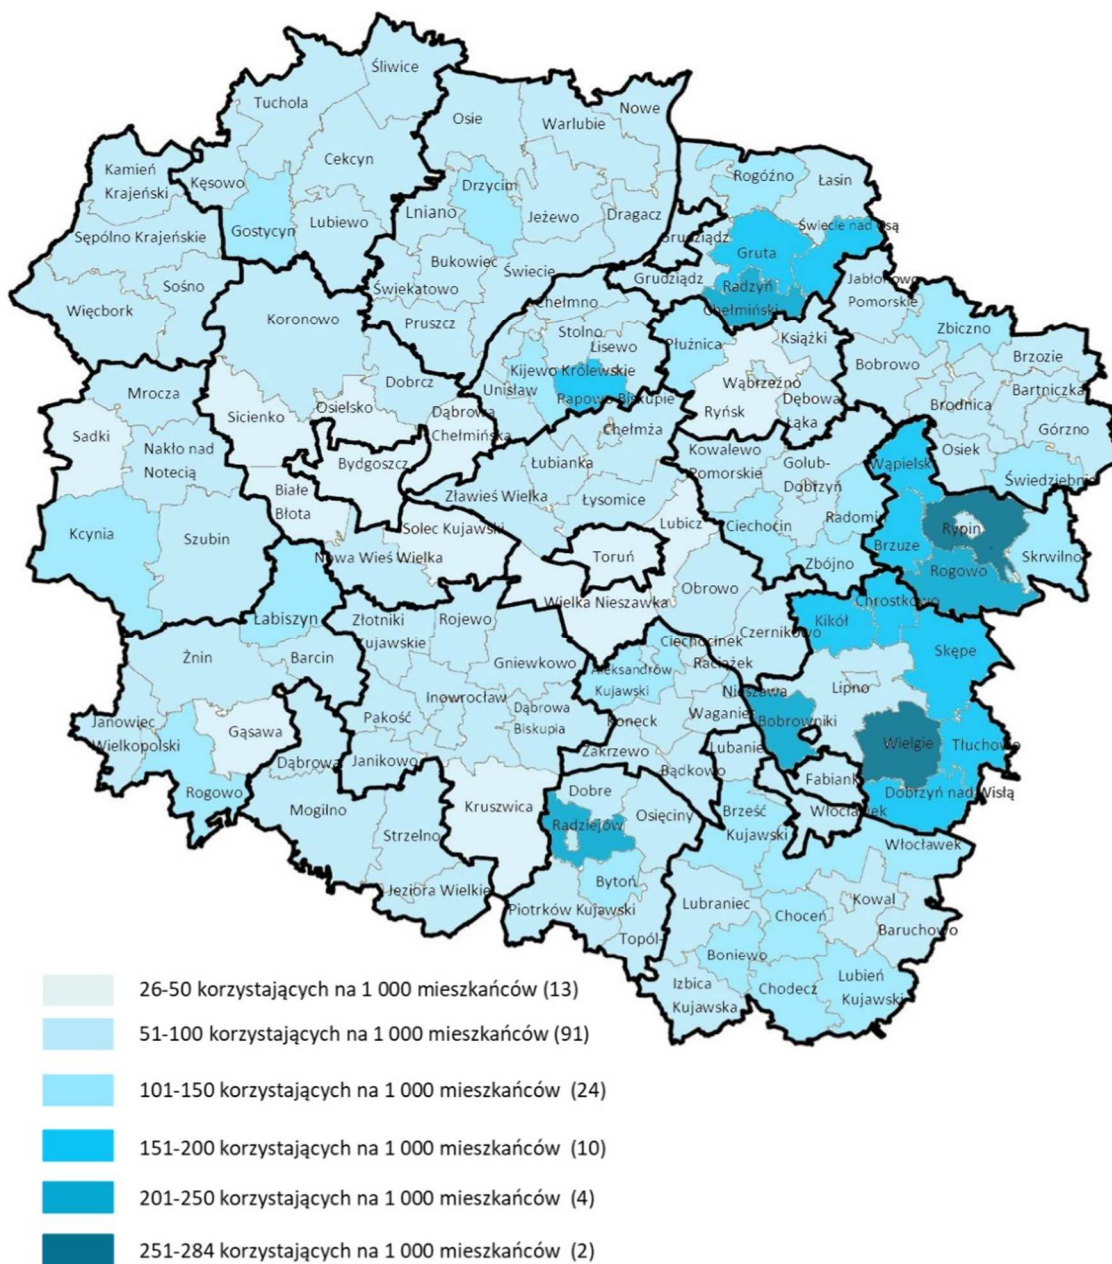 Śliwice
Tuchola
Nowe
Osie
Warlubie
Cekcyn
Kamień
Krajeński
Kęsowo
Rogóźno
Łasin
Drzycim
Lniano
Jeżewo
Dragacz
Lubiewo
Gostycyn
Świecie nad Osą
Sępólno Krajeńskie
Grudziądz
Gruta
Bukowiec
Świecie
Grudziądz
Sośno
Świekatowo
Radzyń
Chełmiński
Jabłonowo
Pomorskie
Więcbork
Koronowo
Pruszcz
Chełmno
Stolno
Lisewo
Płużnica
Książki
Zbiczno
Brzozie
Bobrowo
Kijewo Królewskie
Unisław
Papowo Biskupie
Wąbrzeźno
Dębowa
Łąka
Ryńsk
Bartniczka
Brodnica
Górzno
Mrocza
Dobrcz
Osielsko
Sicienko
Dąbrowa
Chełmińska
Chełmża
Sadki
Nakło nad
Notecią
Bydgoszcz
Łubianka
Kowalewo
Pomorskie
Golub-
Dobrzyń
Wąpielsk
Osiek
Świedziebnia
Białe
Błota
Zławieś Wielka
Łysomice
Radomin
Kcynia
Szubin
Solec Kujawski
Lubicz
Ciechocin
Brzuze
Rypin
Nowa Wieś Wielka
Toruń
Zbójno
Rogowo
Skrwilno
Obrowo
Wielka Nieszawka
Chrostkowo
Łabiszyn
Złotniki
Kujawskie
Rojewo
Kikół
Czernikowo
Skępe
Żnin
Barcin
Gniewkowo
Ciechocinek
Raciążek
Aleksandrów
Kujawski
Nieszawa
Lipno
Inowrocław
Dąbrowa
Biskupia
Pakość
Waganiec
Bobrowniki
Koneck
Janowiec
Wielkopolski
Gąsawa
Wielgie
Tłuchowo
Zakrzewo
Lubanie
Dąbrowa
Janikowo
Bądkowo
Fabianki
Rogowo
Dobrzyń nad Wisłą
Kruszwica
Dobre
Mogilno
Osięciny
Brześć
Kujawski
Włocławek
Radziejów
Strzelno
Włocławek
Bytoń
Jeziora Wielkie
Lubraniec
Kowal
Piotrków Kujawski
Choceń
Baruchowo
Topól-
Boniewo
Izbica
Kujawska
Chodecz
Lubień
Kujawski
26-50 korzystających na 1 000 mieszkańców (13)
51-100 korzystających na 1 000 mieszkańców (91)
101-150 korzystających na 1 000 mieszkańców (24)
151-200 korzystających na 1 000 mieszkańców (10)
201-250 korzystających na 1 000 mieszkańców (4)
251-284 korzystających na 1 000 mieszkańców (2)